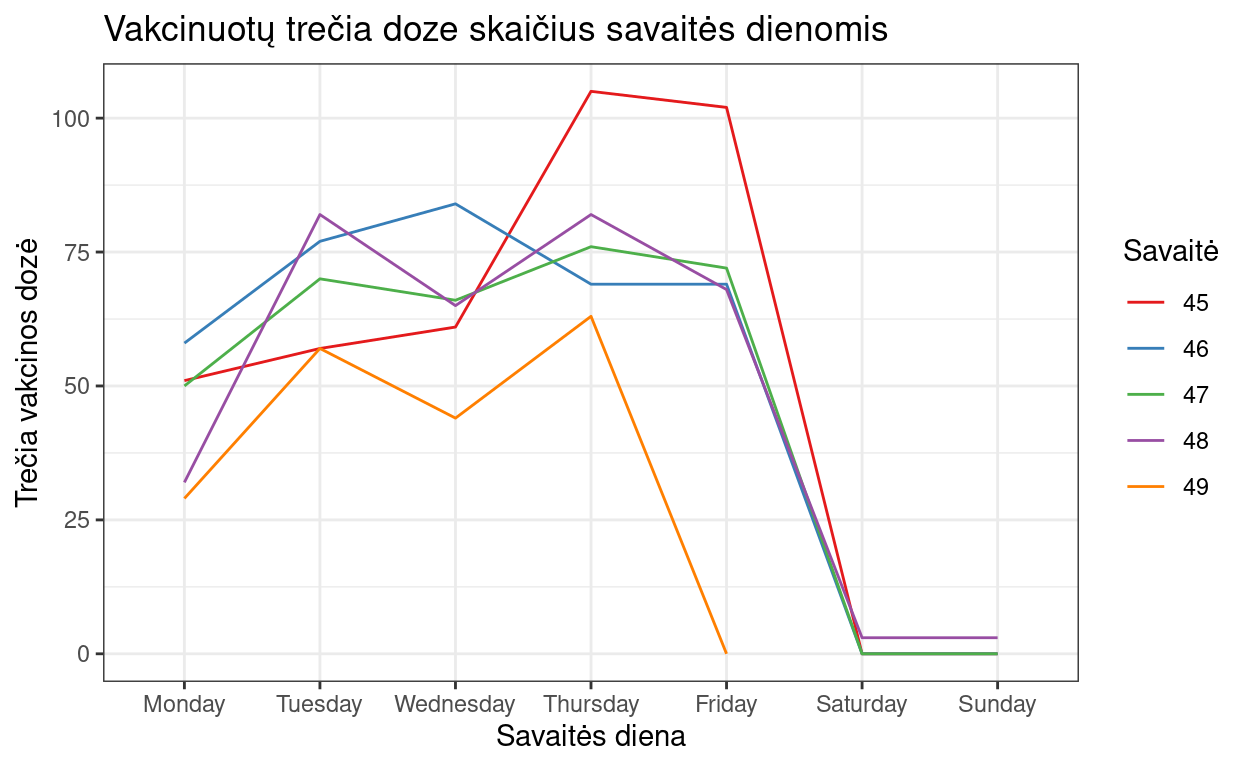 Vakcinuotų trečia doze skaičius savaitės dienomis
Trečia vakcinos dozė
100
75
50
25
0
Monday Tuesday Wednesday Thursday Friday Saturday Sunday
Savaitės diena
Savaitė
45
46
47
48
49